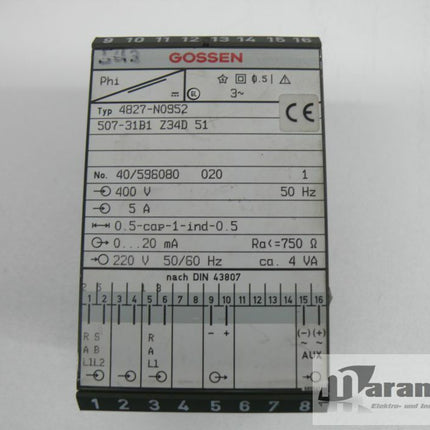 9 10 11 12 13 14 15 16
GOSSEN
Phi
0.5
3~
CE
Typ 4827-N0952
507-31B1 Z34D 51
No. 40/596080 020 1
400 V 50 Hz
5 A
0.5-cap-1-ind-0.5
0...20 mA Ra<=750 Ω
220 V 50/60 Hz ca. 4 VA
nach DIN 43807
1 2 3 4 5 6 7 8 9 10 11 12 13 14 15 16
- + (-) (+)
R S R ~ ~
A B A AUX
L1L2 L1
1 2 3 4 5 6 7 8
Maran
Elektro- und In